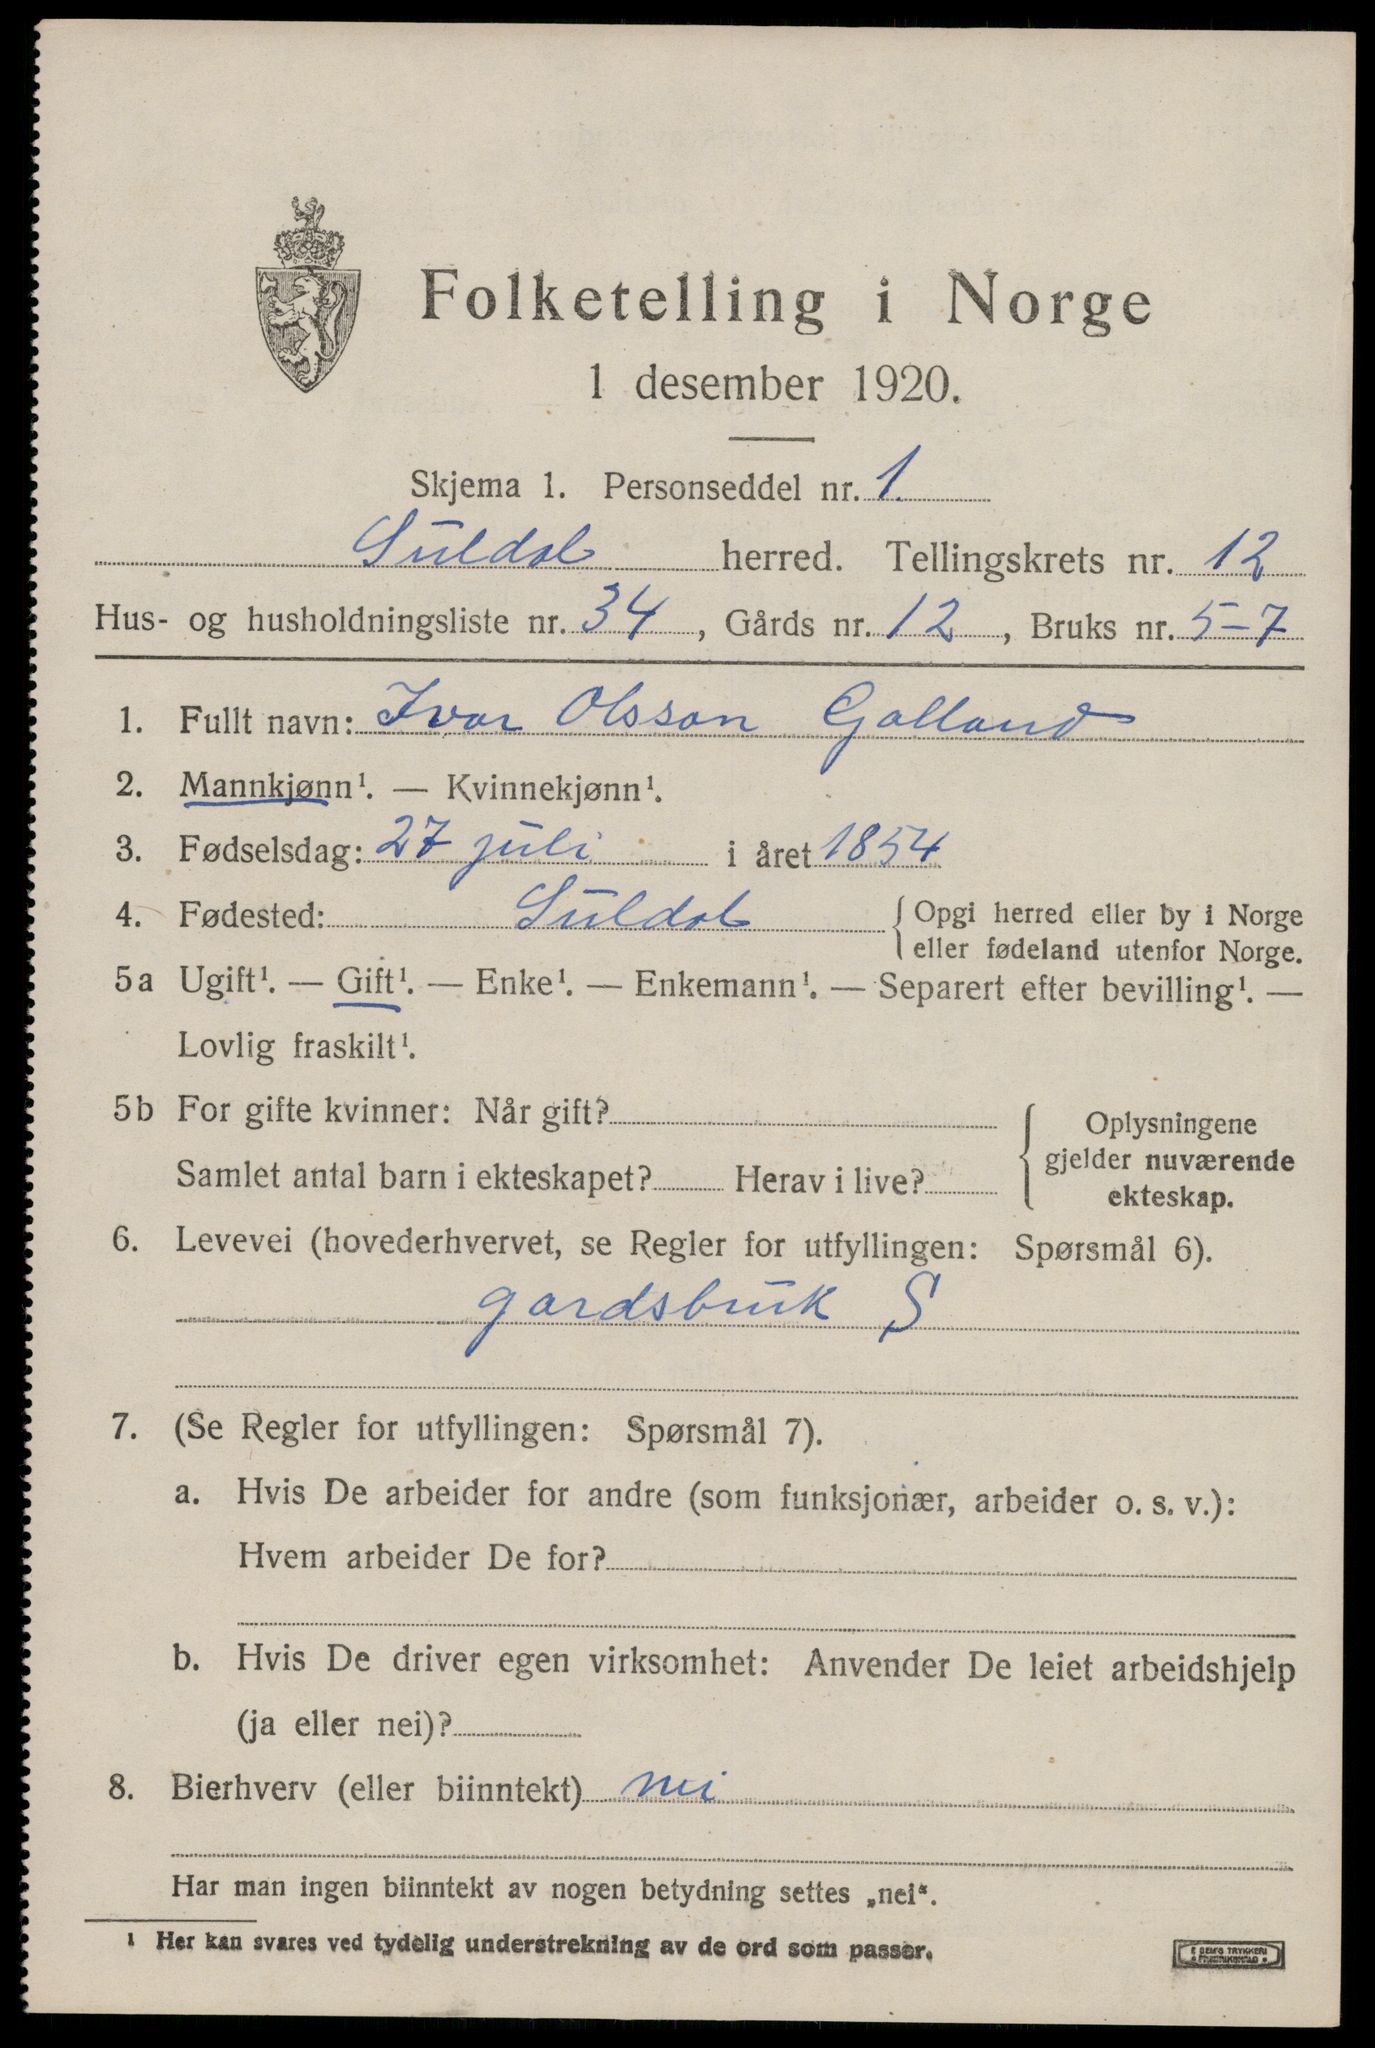 Folketelling i Norge
1 desember 1920.
Skjema 1. Personseddel nr. 1.
Suldal herred. Tellingskrets nr. 12
Hus- og husholdningsliste nr. 34, Gårds nr. 12, Bruks nr. 5-7
1. Fullt navn: Ivar Olsson Galland
2. Mannkjønn¹. — Kvinnekjønn¹.
3. Fødselsdag: 27 juli i året 1854
4. Fødested: Suldal { Opgi herred eller by i Norge
eller fødeland utenfor Norge.
5a Ugift¹. — Gift¹. — Enke¹. — Enkemann¹. — Separert efter bevilling¹. —
Lovlig fraskilt¹.
5b For gifte kvinner: Når gift?
Samlet antal barn i ekteskapet? Herav i live?
Oplysningene
gjelder nuværende
ekteskap.
6. Levevei (hovederhvervet, se Regler for utfyllingen: Spørsmål 6).
gardsbruk S
7. (Se Regler for utfyllingen: Spørsmål 7).
a. Hvis De arbeider for andre (som funksjonær, arbeider o. s. v.):
Hvem arbeider De for?
b. Hvis De driver egen virksomhet: Anvender De leiet arbeidshjelp
(ja eller nei)?
8. Bierhverv (eller biinntekt) nei
Har man ingen biinntekt av nogen betydning settes „nei“.
¹ Her kan svares ved tydelig understrekning av de ord som passer.
E SEM'S TRYKKERI
FREDRIKSHALD